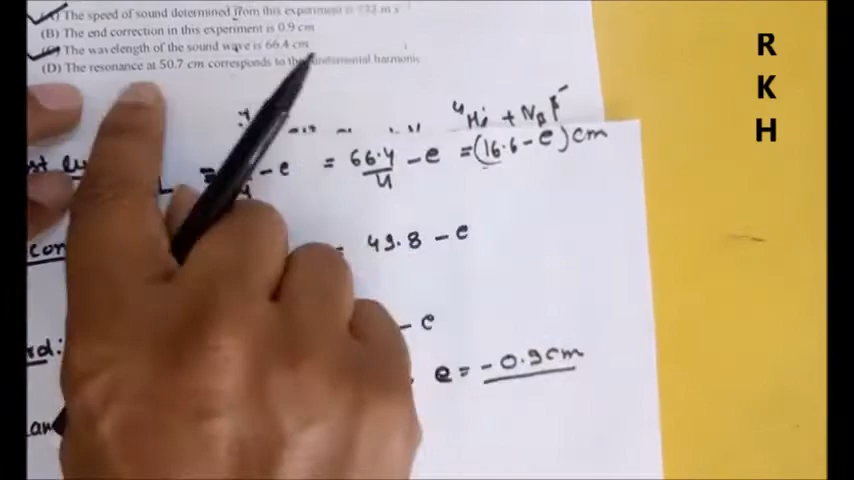 (A) The speed of sound determined from this experiment is 332 m s
(B) The end correction in this experiment is 0.9 cm
(C) The wavelength of the sound wave is 66.4 cm
(D) The resonance at 50.7 cm corresponds to the fundamental harmonic
R
K
H
- e = 66.4/4 - e = (16.6 - e) cm
49.8 - e
- e
e = - 0.9 cm